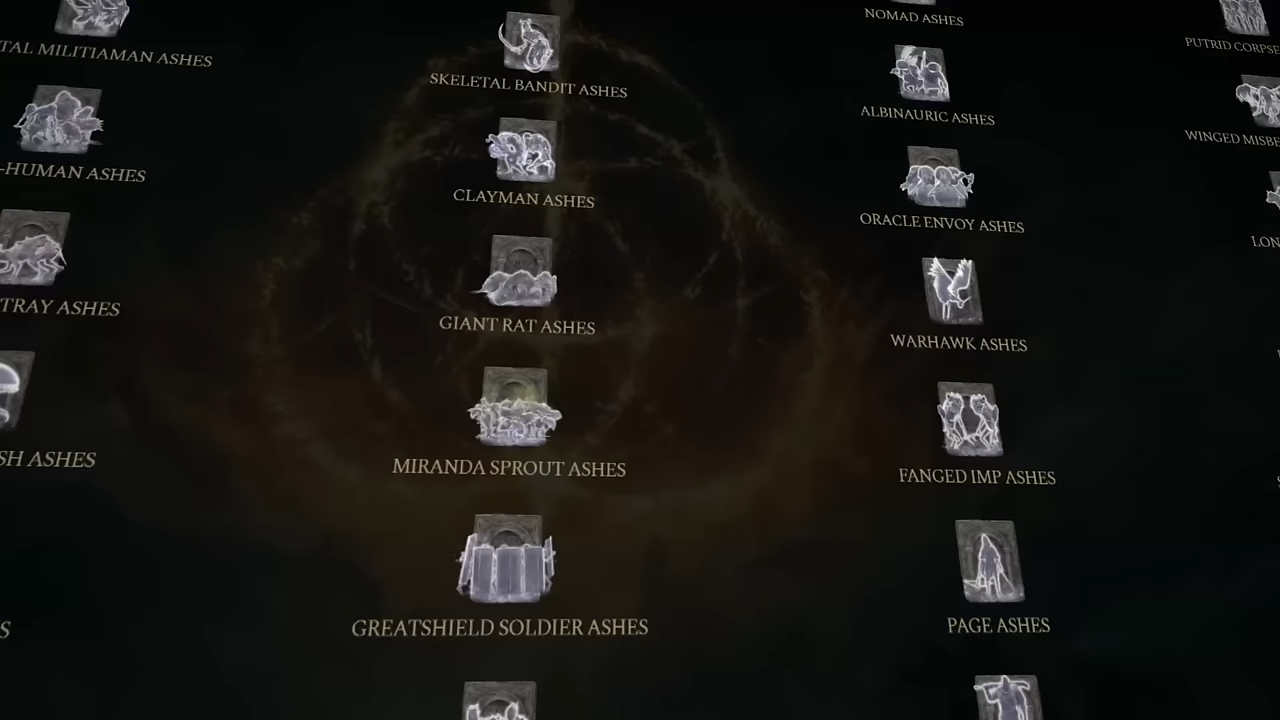 TAL MILITIAMAN ASHES
-HUMAN ASHES
TRAY ASHES
SH ASHES
S
SKELETAL BANDIT ASHES
CLAYMAN ASHES
GIANT RAT ASHES
MIRANDA SPROUT ASHES
GREATSHIELD SOLDIER ASHES
NOMAD ASHES
ALBINAURIC ASHES
ORACLE ENVOY ASHES
WARHAWK ASHES
FANGED IMP ASHES
PAGE ASHES
PUTRID CORPSE
WINGED MISBE
LON